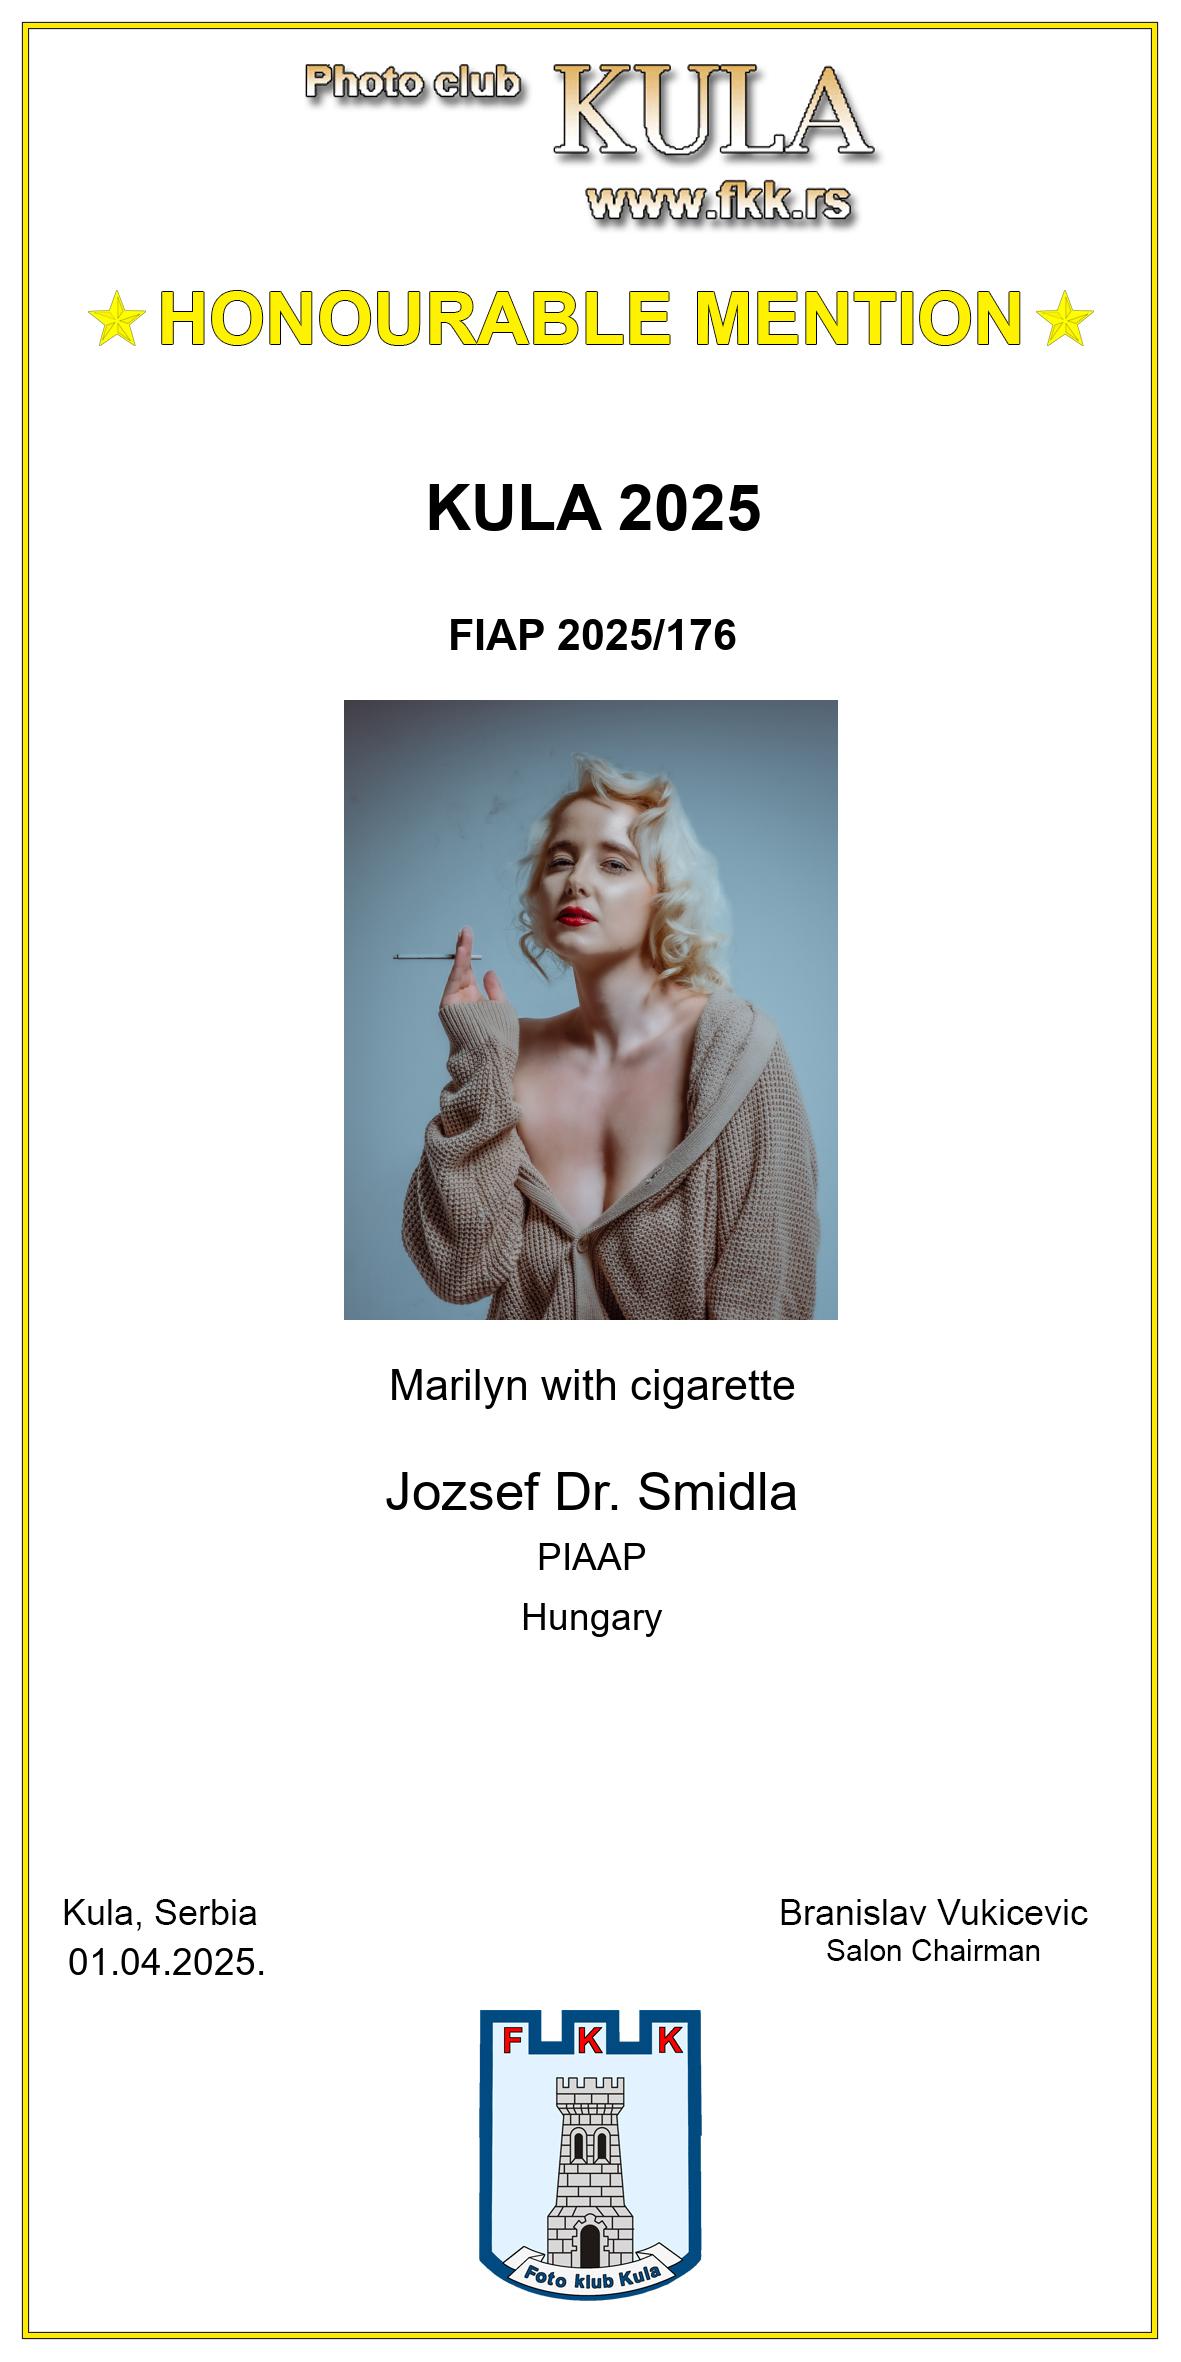 Photo club KULA
www.fkk.rs
HONOURABLE MENTION
KULA 2025
FIAP 2025/176
Marilyn with cigarette
Jozsef Dr. Smidla
PIAAP
Hungary
Kula, Serbia
01.04.2025.
Branislav Vukicevic
Salon Chairman
F K K
Foto klub Kula